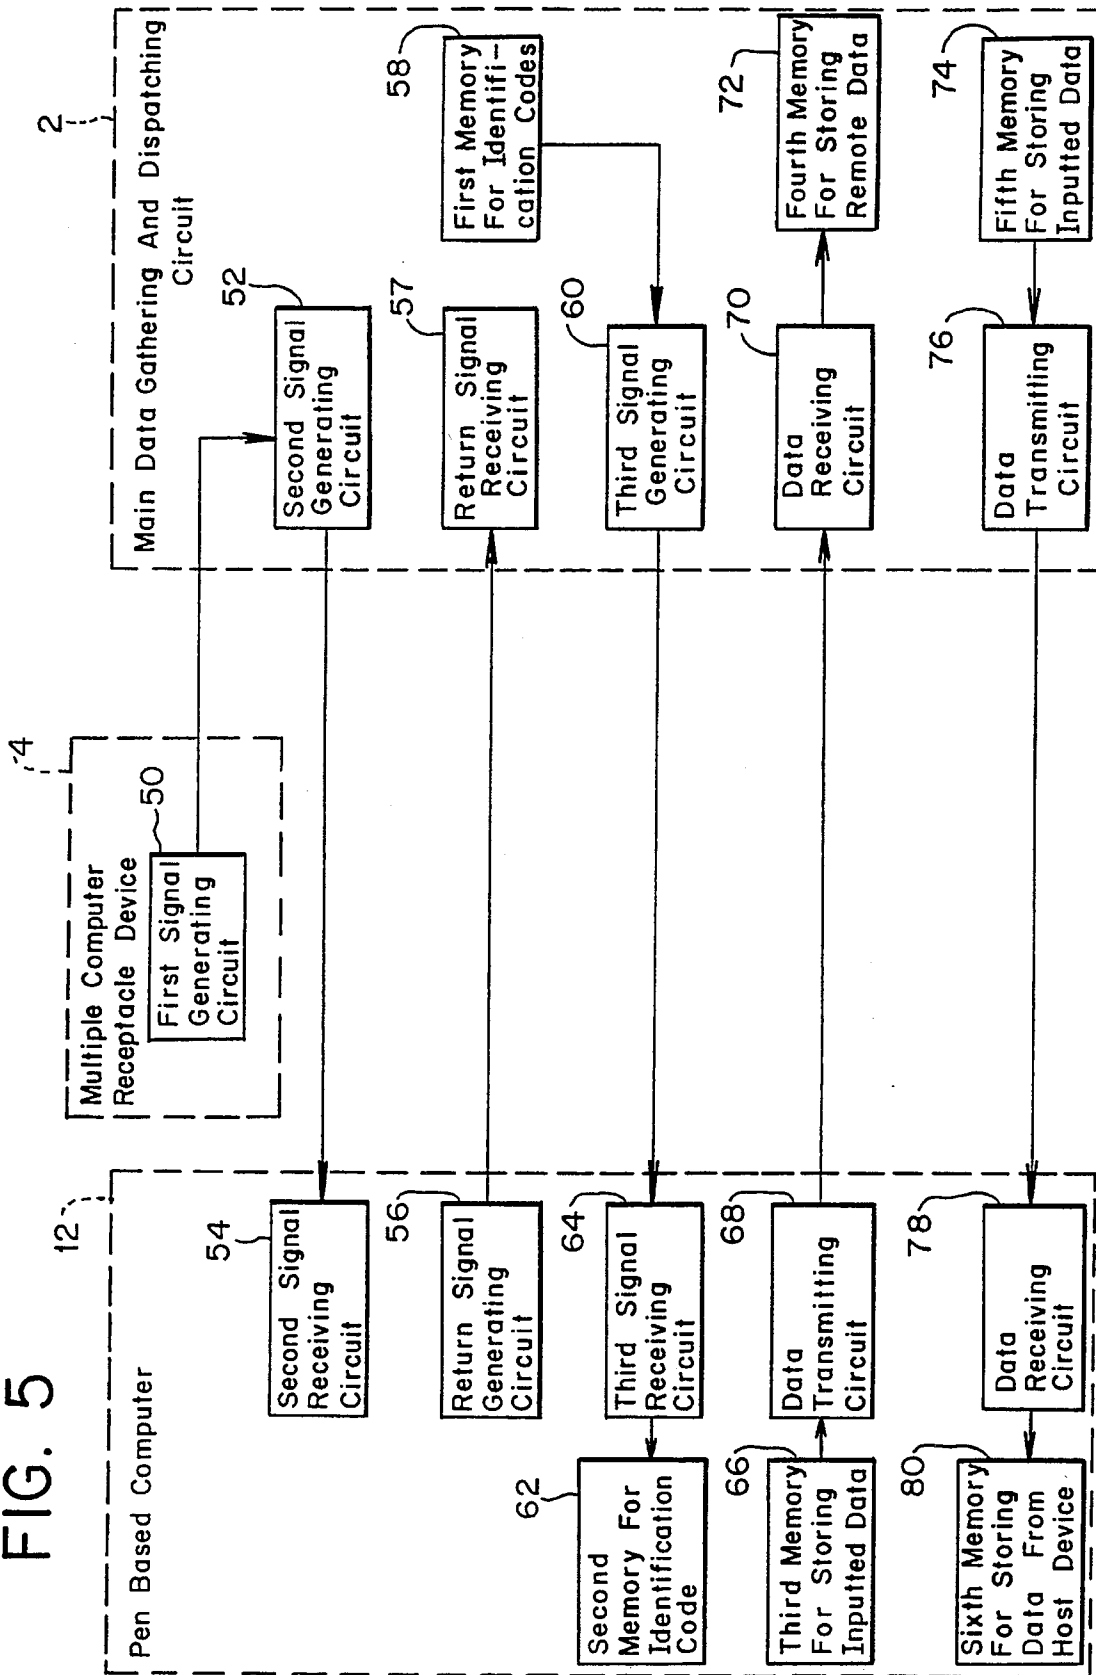 FIG. 5
12
Pen Based Computer
54
Second Signal
Receiving
Circuit
56
Return Signal
Generating
Circuit
62
Second
Memory For
Identification
Code
64
Third Signal
Receiving
Circuit
66
Third Memory
For Storing
Inputted Data
68
Data
Transmitting
Circuit
80
Sixth Memory
For Storing
Data From
Host Device
78
Data
Receiving
Circuit
4
Multiple Computer
Receptacle Device
50
First Signal
Generating
Circuit
2
Main Data Gathering And Dispatching
Circuit
52
Second Signal
Generating
Circuit
57
Return Signal
Receiving
Circuit
58
First Memory
For Identifi-
cation Codes
60
Third Signal
Generating
Circuit
70
Data
Receiving
Circuit
72
Fourth Memory
For Storing
Remote Data
76
Data
Transmitting
Circuit
74
Fifth Memory
For Storing
Inputted Data